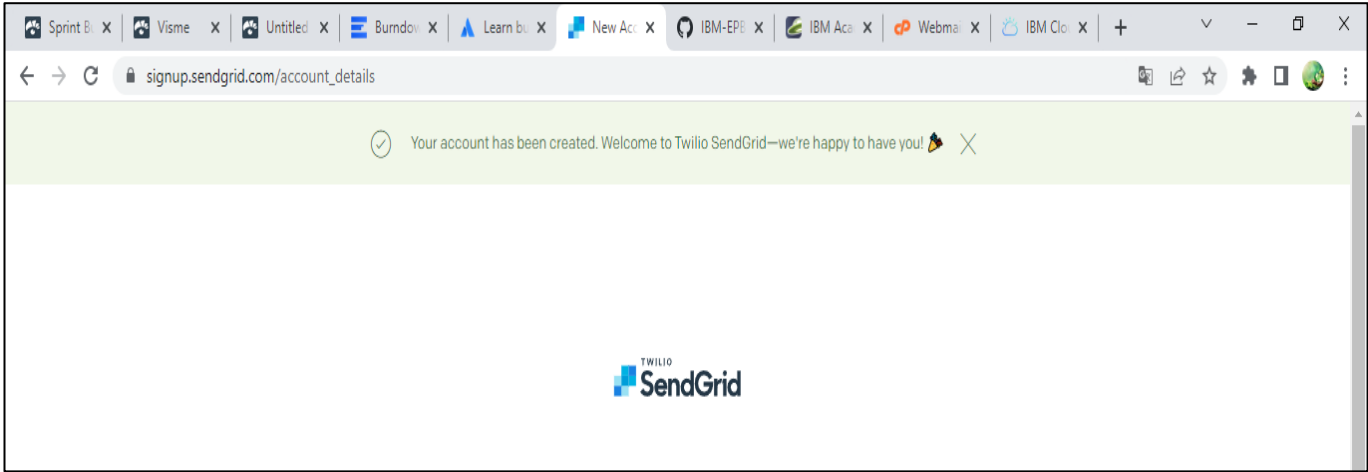 Sprint B
Visme
Untitled
Burndow
Learn bu
New Acc
IBM-EPB
IBM Aca
Webmai
IBM Clo
signup.sendgrid.com/account_details
Your account has been created. Welcome to Twilio SendGrid—we're happy to have you!
TWILIO
SendGrid